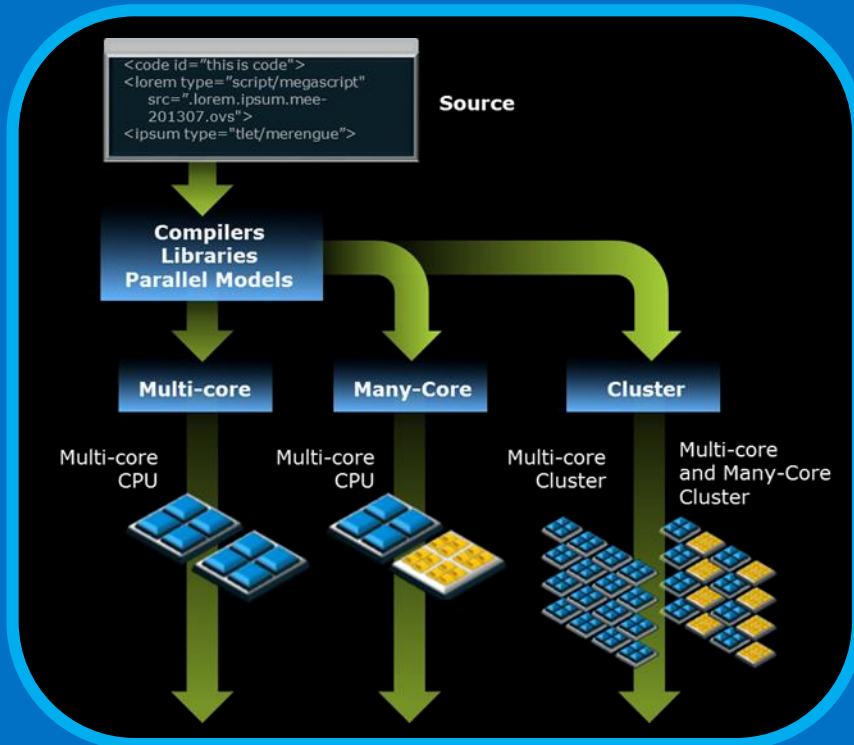 <code id="this is code">
<lorem type="script/megascript"
src=".lorem.ipsum.mee-
201307.ovs">
<ipsum type="tlet/merengue">
Source
Compilers
Libraries
Parallel Models
Multi-core
Many-Core
Cluster
Multi-core
CPU
Multi-core
CPU
Multi-core
Cluster
Multi-core
and Many-Core
Cluster